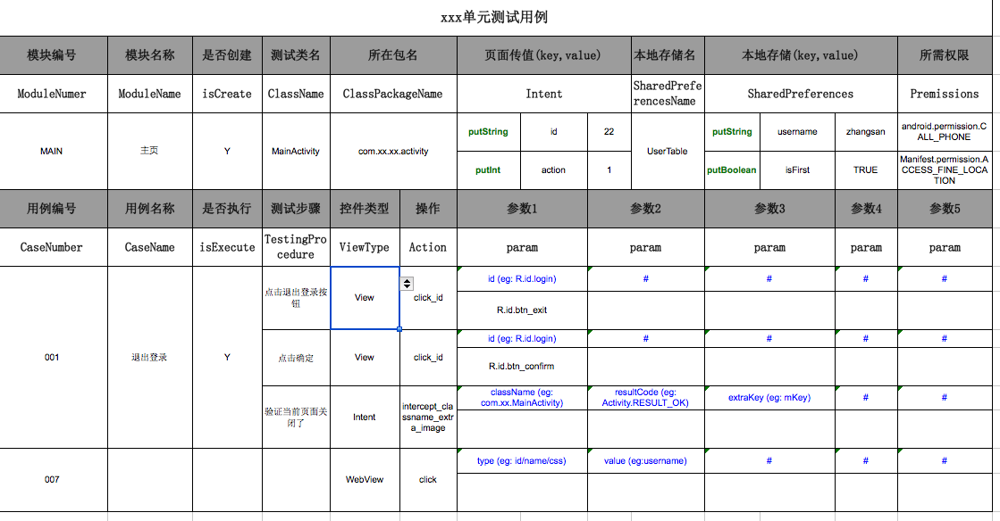 xxx单元测试用例
模块编号 模块名称 是否创建 测试类名 所在包名 页面传值(key,value) 本地存储名 本地存储(key,value) 所需权限
ModuleNumer ModuleName isCreate ClassName ClassPackageName Intent SharedPrefe
rencesName SharedPreferences Premissions
MAIN 主页 Y MainActivity com.xx.xx.activity
putString id 22
putInt action 1
UserTable
putString username zhangsan
putBoolean isFirst TRUE
android.permission.C
ALL_PHONE
Manifest.permission.A
CCESS_FINE_LOCA
TION
用例编号 用例名称 是否执行 测试步骤 控件类型 操作 参数1 参数2 参数3 参数4 参数5
CaseNumber CaseName isExecute TestingPro
cedure ViewType Action param param param param param
001 退出登录 Y
点击退出登录按
钮
View click_id
id (eg: R.id.login) # # # #
R.id.btn_exit
点击确定 View click_id
id (eg: R.id.login) # # # #
R.id.btn_confirm
验证当前页面关
闭了
Intent
intercept_cla
ssname_extr
a_image
className (eg:
com.xx.MainActivity)
resultCode (eg:
Activity.RESULT_OK)
extraKey (eg: mKey) # #
007 WebView click
type (eg: id/name/css) value (eg:username) # # #